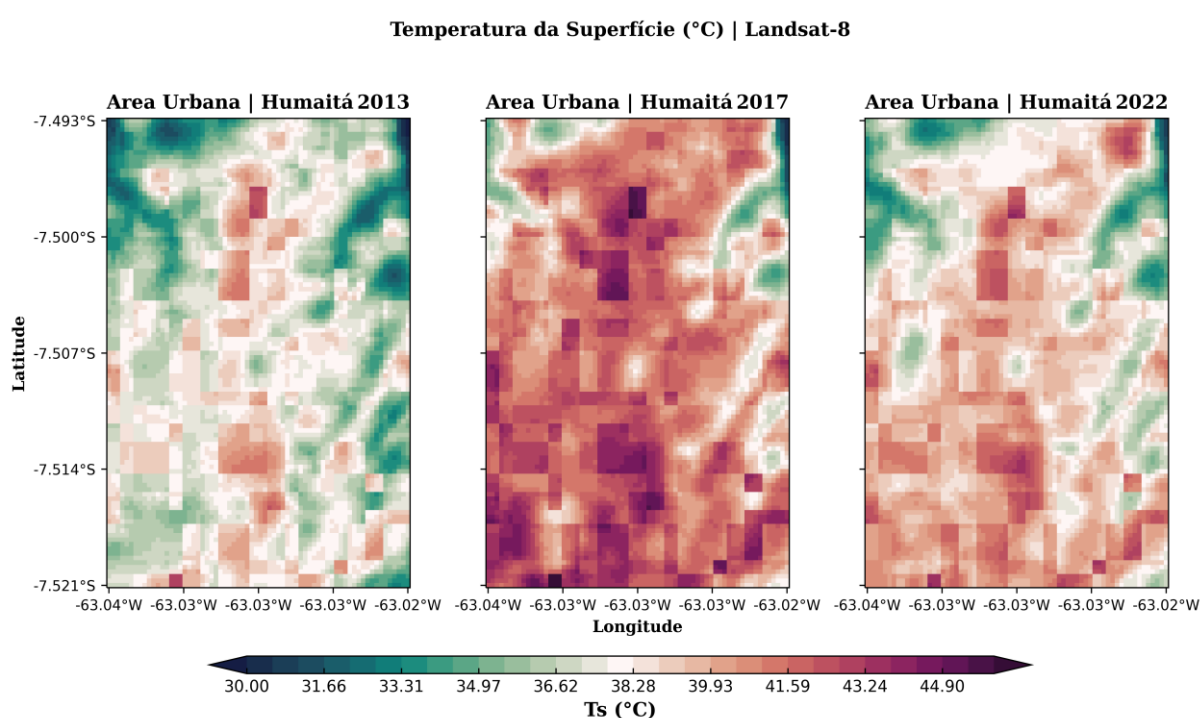 Temperatura da Superfície (°C) | Landsat-8
Area Urbana | Humaitá 2013
Area Urbana | Humaitá 2017
Area Urbana | Humaitá 2022
-7.493°S
-7.500°S
-7.507°S
-7.514°S
-7.521°S
Latitude
-63.04°W -63.03°W -63.03°W -63.03°W -63.02°W
-63.04°W -63.03°W -63.03°W -63.03°W -63.02°W
-63.04°W -63.03°W -63.03°W -63.03°W -63.02°W
Longitude
30.00 31.66 33.31 34.97 36.62 38.28 39.93 41.59 43.24 44.90
Ts (°C)